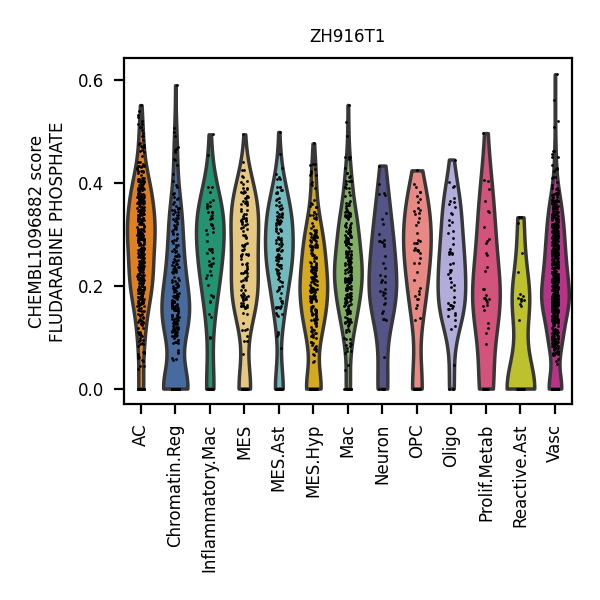 ZH916T1
CHEMBL1096882 score
FLUDARABINE PHOSPHATE
0.6
0.4
0.2
0.0
AC
Chromatin.Reg
Inflammatory.Mac
MES
MES.Ast
MES.Hyp
Mac
Neuron
OPC
Oligo
Prolif.Metab
Reactive.Ast
Vasc